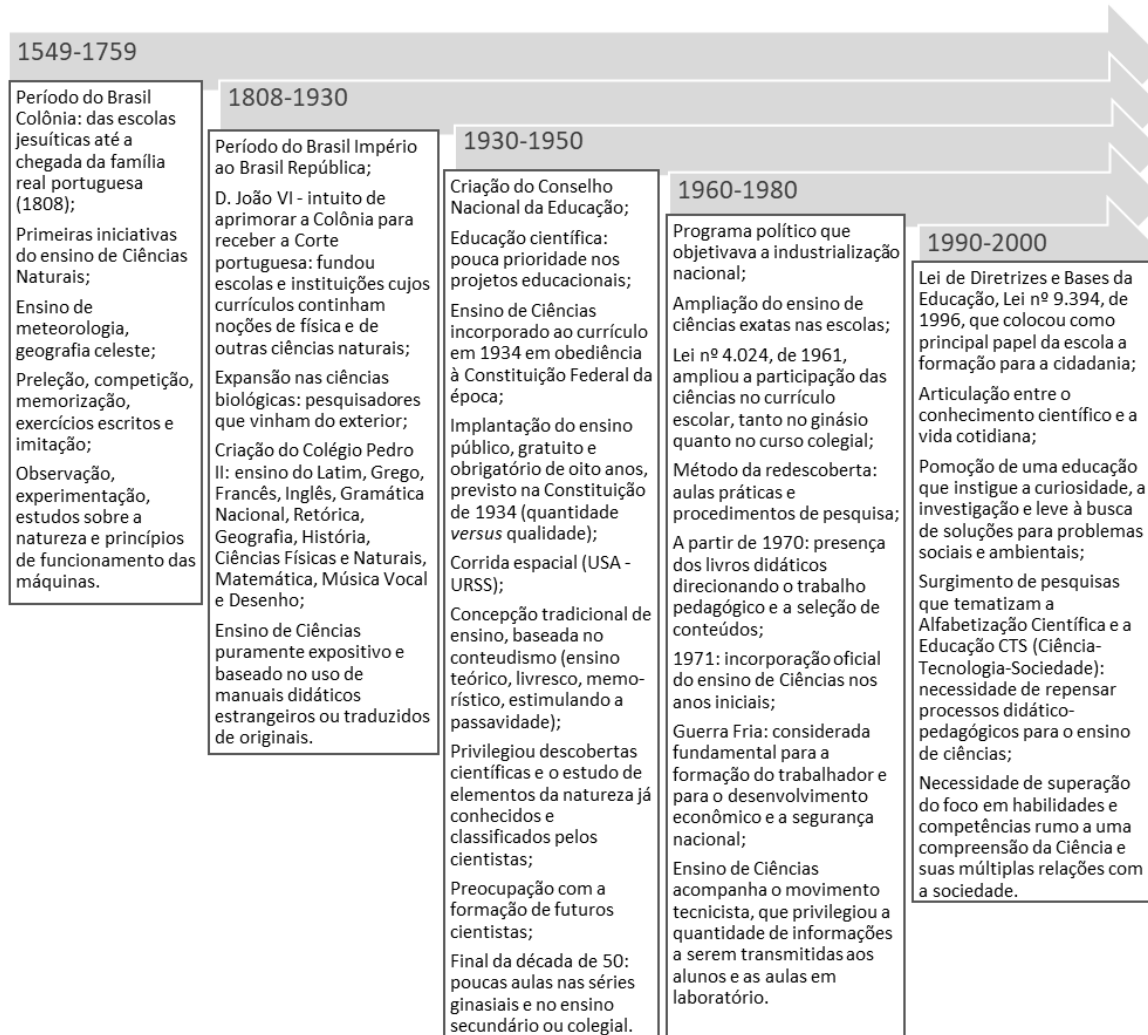 1549-1759
Período do Brasil
Colônia: das escolas
jesuíticas até a
chegada da família
real portuguesa
(1808);
Primeiras iniciativas
do ensino de Ciências
Naturais;
Ensino de
meteorologia,
geografia celeste;
Preleção, competição,
memorização,
exercícios escritos e
imitação;
Observação,
experimentação,
estudos sobre a
natureza e princípios
de funcionamento das
máquinas.
1808-1930
Período do Brasil Império
ao Brasil República;
D. João VI - intuito de
aprimorar a Colônia para
receber a Corte
portuguesa: fundou
escolas e instituições cujos
currículos continham
noções de física e de
outras ciências naturais;
Expansão nas ciências
biológicas: pesquisadores
que vinham do exterior;
Criação do Colégio Pedro
II: ensino do Latim, Grego,
Francês, Inglês, Gramática
Nacional, Retórica,
Geografia, História,
Ciências Físicas e Naturais,
Matemática, Música Vocal
e Desenho;
Ensino de Ciências
puramente expositivo e
baseado no uso de
manuais didáticos
estrangeiros ou traduzidos
de originais.
1930-1950
Criação do Conselho
Nacional da Educação;
Educação científica:
pouca prioridade nos
projetos educacionais;
Ensino de Ciências
incorporado ao currículo
em 1934 em obediência
à Constituição Federal da
época;
Implantação do ensino
público, gratuito e
obrigatório de oito anos,
previsto na Constituição
de 1934 (quantidade
versus qualidade);
Corrida espacial (USA -
URSS);
Concepção tradicional de
ensino, baseada no
conteudismo (ensino
teórico, livresco, memo-
rístico, estimulando a
passavidade);
Privilegiou descobertas
científicas e o estudo de
elementos da natureza já
conhecidos e
classificados pelos
cientistas;
Preocupação com a
formação de futuros
cientistas;
Final da década de 50:
poucas aulas nas séries
ginasiais e no ensino
secundário ou colegial.
1960-1980
Programa político que
objetivava a industrialização
nacional;
Ampliação do ensino de
ciências exatas nas escolas;
Lei nº 4.024, de 1961,
ampliou a participação das
ciências no currículo
escolar, tanto no ginásio
quanto no curso colegial;
Método da redescoberta:
aulas práticas e
procedimentos de pesquisa;
A partir de 1970: presença
dos livros didáticos
direcionando o trabalho
pedagógico e a seleção de
conteúdos;
1971: incorporação oficial
do ensino de Ciências nos
anos iniciais;
Guerra Fria: considerada
fundamental para a
formação do trabalhador e
para o desenvolvimento
econômico e a segurança
nacional;
Ensino de Ciências
acompanha o movimento
tecnicista, que privilegiou a
quantidade de informações
a serem transmitidas aos
alunos e as aulas em
laboratório.
1990-2000
Lei de Diretrizes e Bases da
Educação, Lei nº 9.394, de
1996, que colocou como
principal papel da escola a
formação para a cidadania;
Articulação entre o
conhecimento científico e a
vida cotidiana;
Pomoção de uma educação
que instigue a curiosidade, a
investigação e leve à busca
de soluções para problemas
sociais e ambientais;
Surgimento de pesquisas
que tematizam a
Alfabetização Científica e a
Educação CTS (Ciência-
Tecnologia-Sociedade):
necessidade de repensar
processos didático-
pedagógicos para o ensino
de ciências;
Necessidade de superação
do foco em habilidades e
competências rumo a uma
compreensão da Ciência e
suas múltiplas relações com
a sociedade.